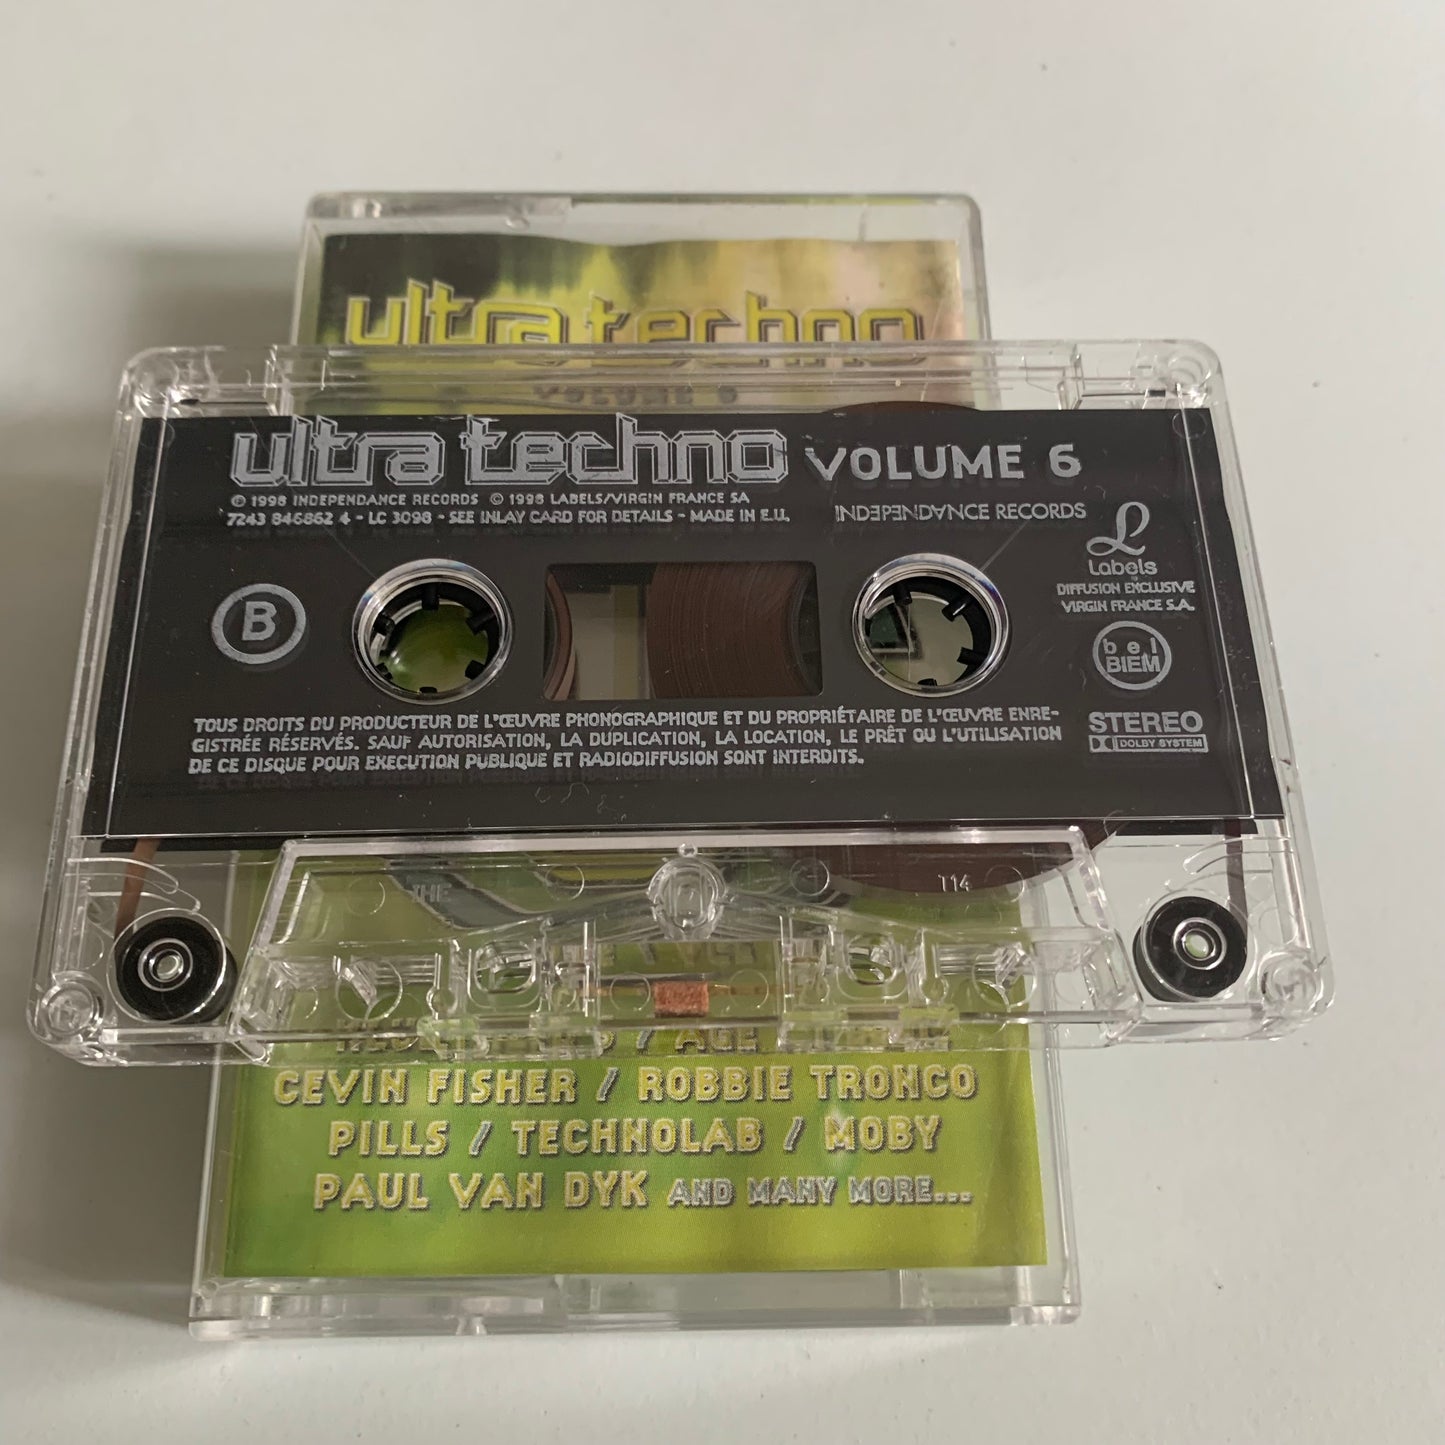 ultra techno
VOLUME 6
ultra techno VOLUME 6
© 1998 INDEPENDANCE RECORDS © 1998 LABELS/VIRGIN FRANCE SA
7243 846862 4 - LC 3098 - SEE INLAY CARD FOR DETAILS - MADE IN E.U.
INDEPENDANCE RECORDS
L
Labels
DIFFUSION EXCLUSIVE
VIRGIN FRANCE S.A.
B
bel
BIEM
TOUS DROITS DU PRODUCTEUR DE L'ŒUVRE PHONOGRAPHIQUE ET DU PROPRIÉTAIRE DE L'ŒUVRE ENRE-
GISTRÉE RÉSERVÉS. SAUF AUTORISATION, LA DUPLICATION, LA LOCATION, LE PRÊT OU L'UTILISATION
DE CE DISQUE POUR EXECUTION PUBLIQUE ET RADIODIFFUSION SONT INTERDITS.
STEREO
DOLBY SYSTEM
THE
T14
/ AGE
CEVIN FISHER / ROBBIE TRONCO
PILLS / TECHNOLAB / MOBY
PAUL VAN DYK AND MANY MORE...